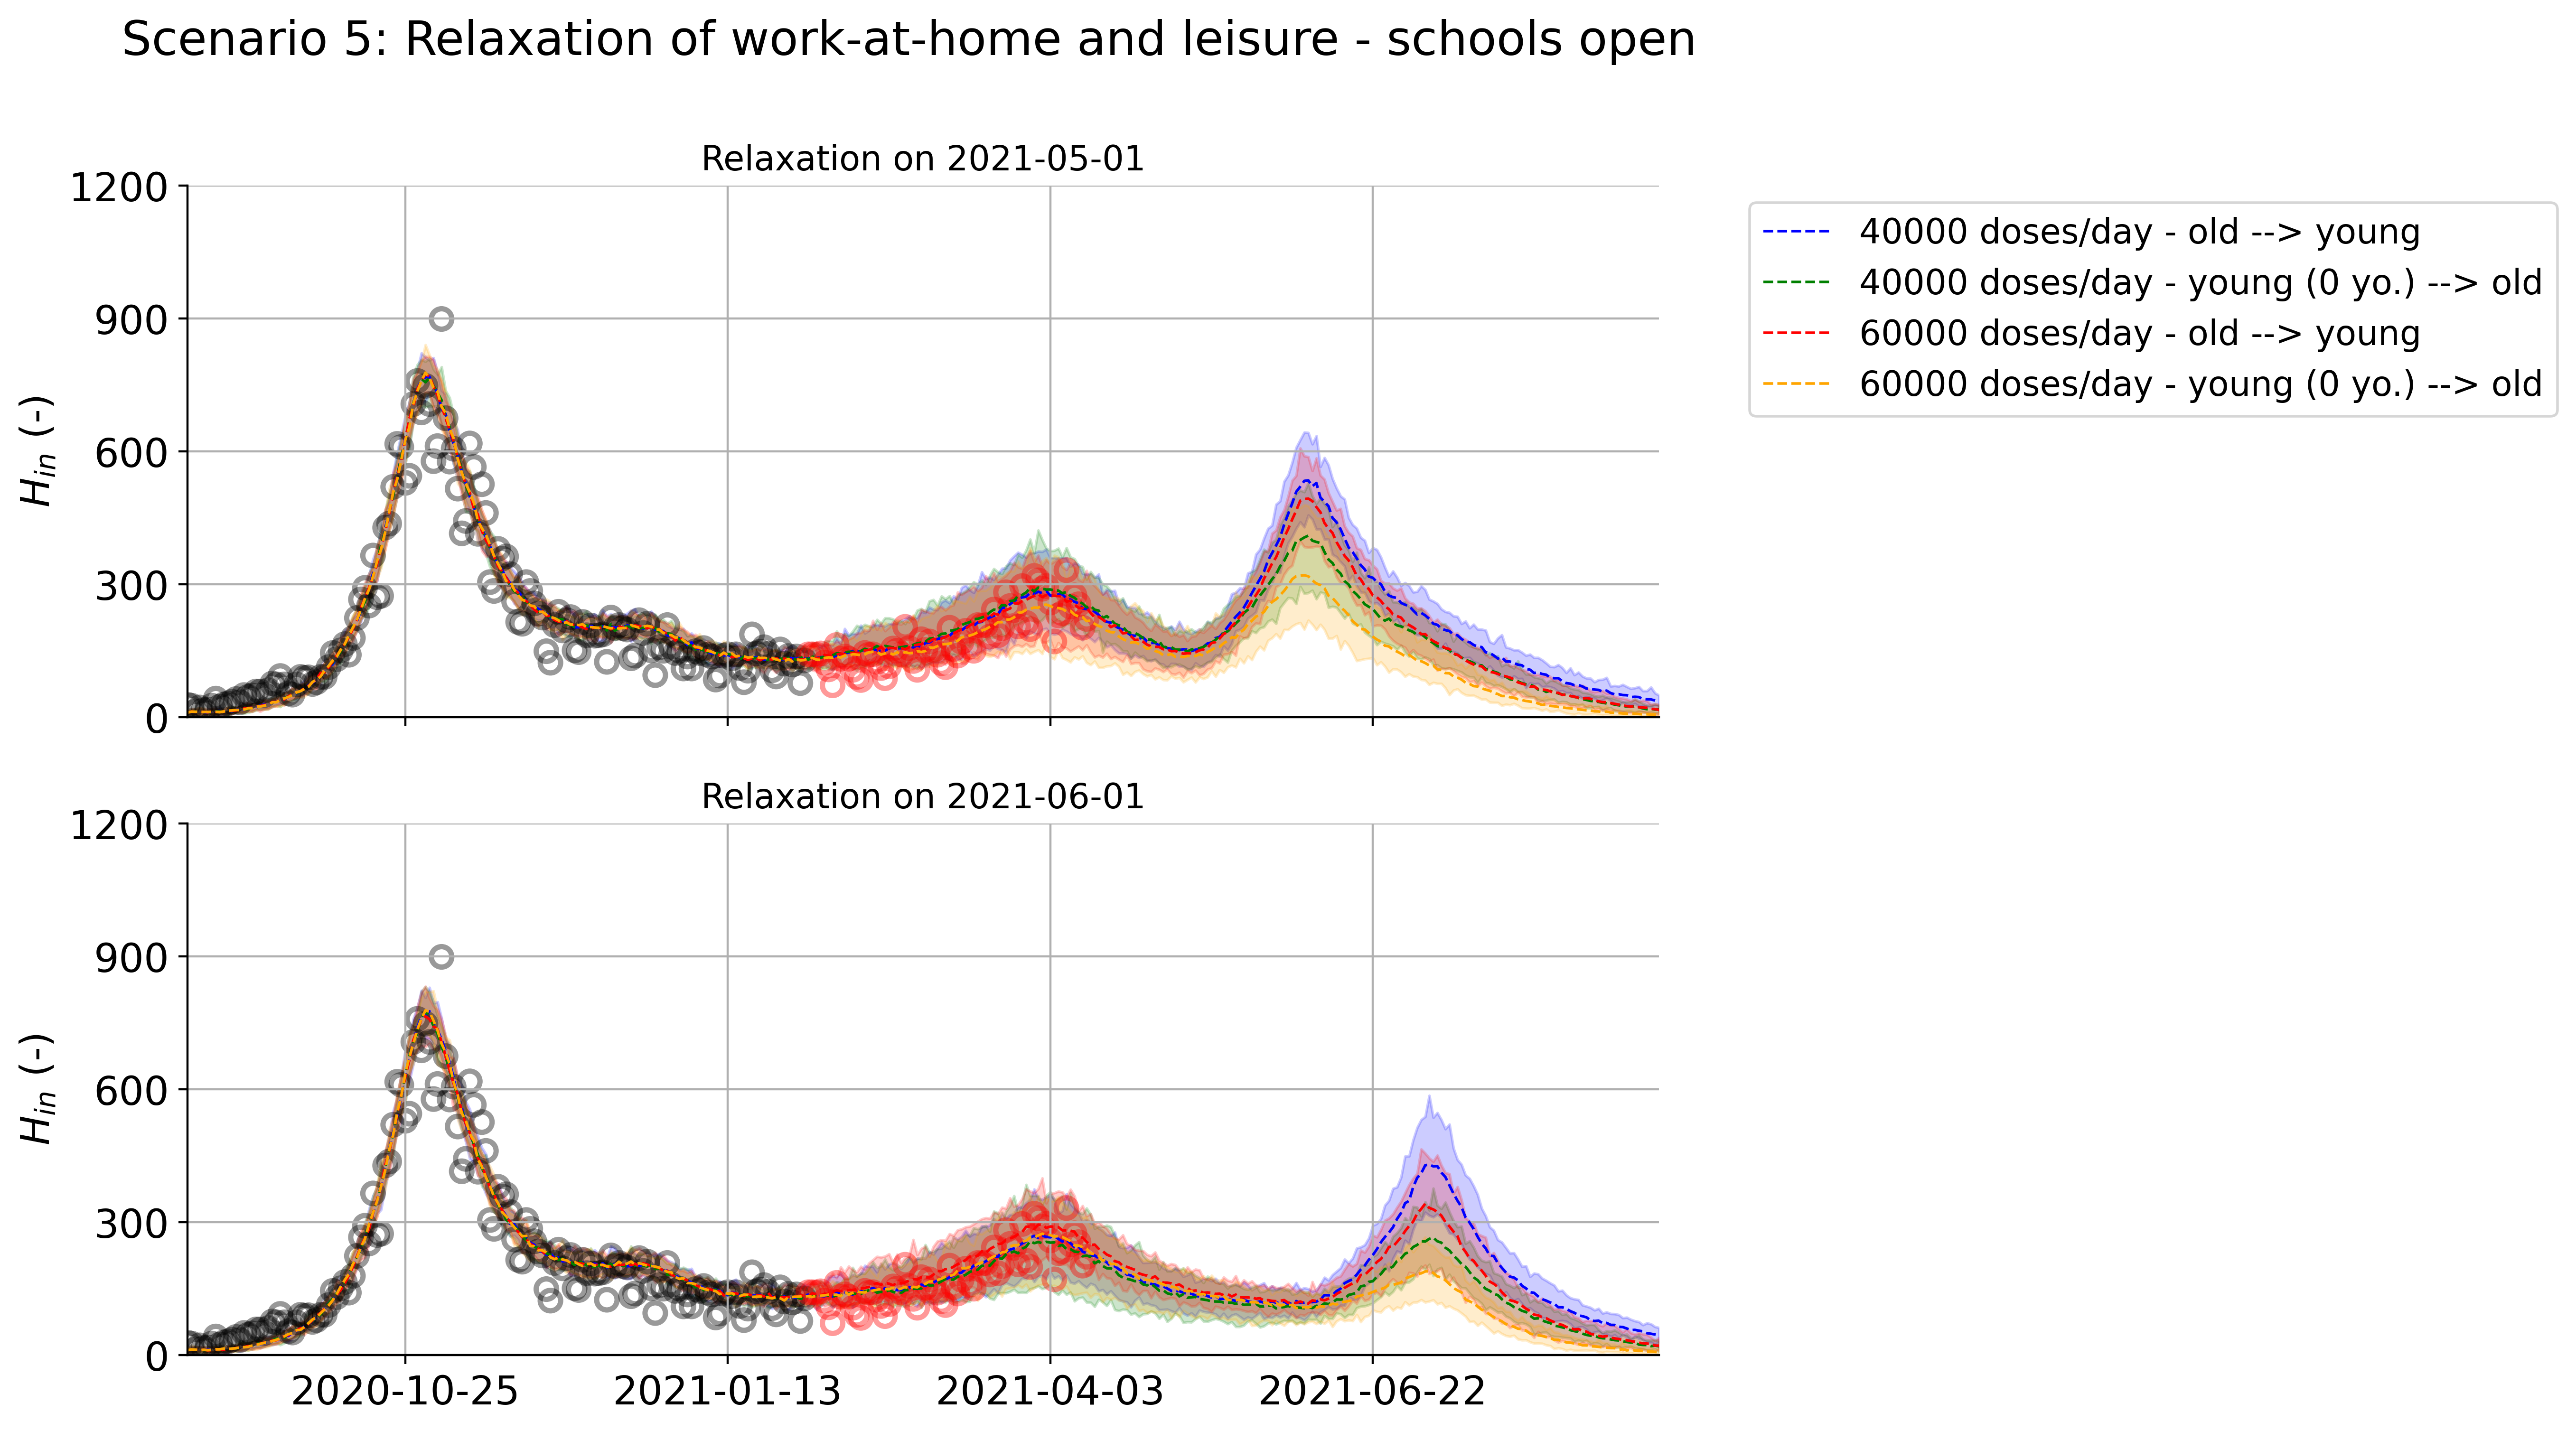 Scenario 5: Relaxation of work-at-home and leisure - schools open
Relaxation on 2021-05-01
1200
900
600
300
0
H_in (-)
40000 doses/day - old --> young
40000 doses/day - young (0 yo.) --> old
60000 doses/day - old --> young
60000 doses/day - young (0 yo.) --> old
Relaxation on 2021-06-01
1200
900
600
300
0
H_in (-)
2020-10-25 2021-01-13 2021-04-03 2021-06-22